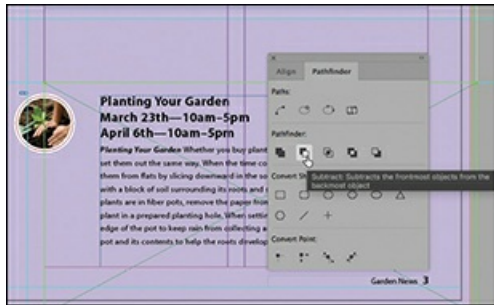 Planting Your Garden
March 23th—10am–5pm
April 6th—10am–5pm
Planting Your Garden Whether you buy plant
set them out the same way. When the time co
them from flats by slicing downward in the so
with a block of soil surrounding its roots and
plants are in fiber pots, remove the paper from
plant in a prepared planting hole. When settin
edge of the pot to keep rain from collecting a
pot and its contents to help the roots develop
Garden News 3
Align Pathfinder
Paths:
Pathfinder:
Convert Sh
Subtract: Subtracts the frontmost objects from the
backmost object
Convert Point: